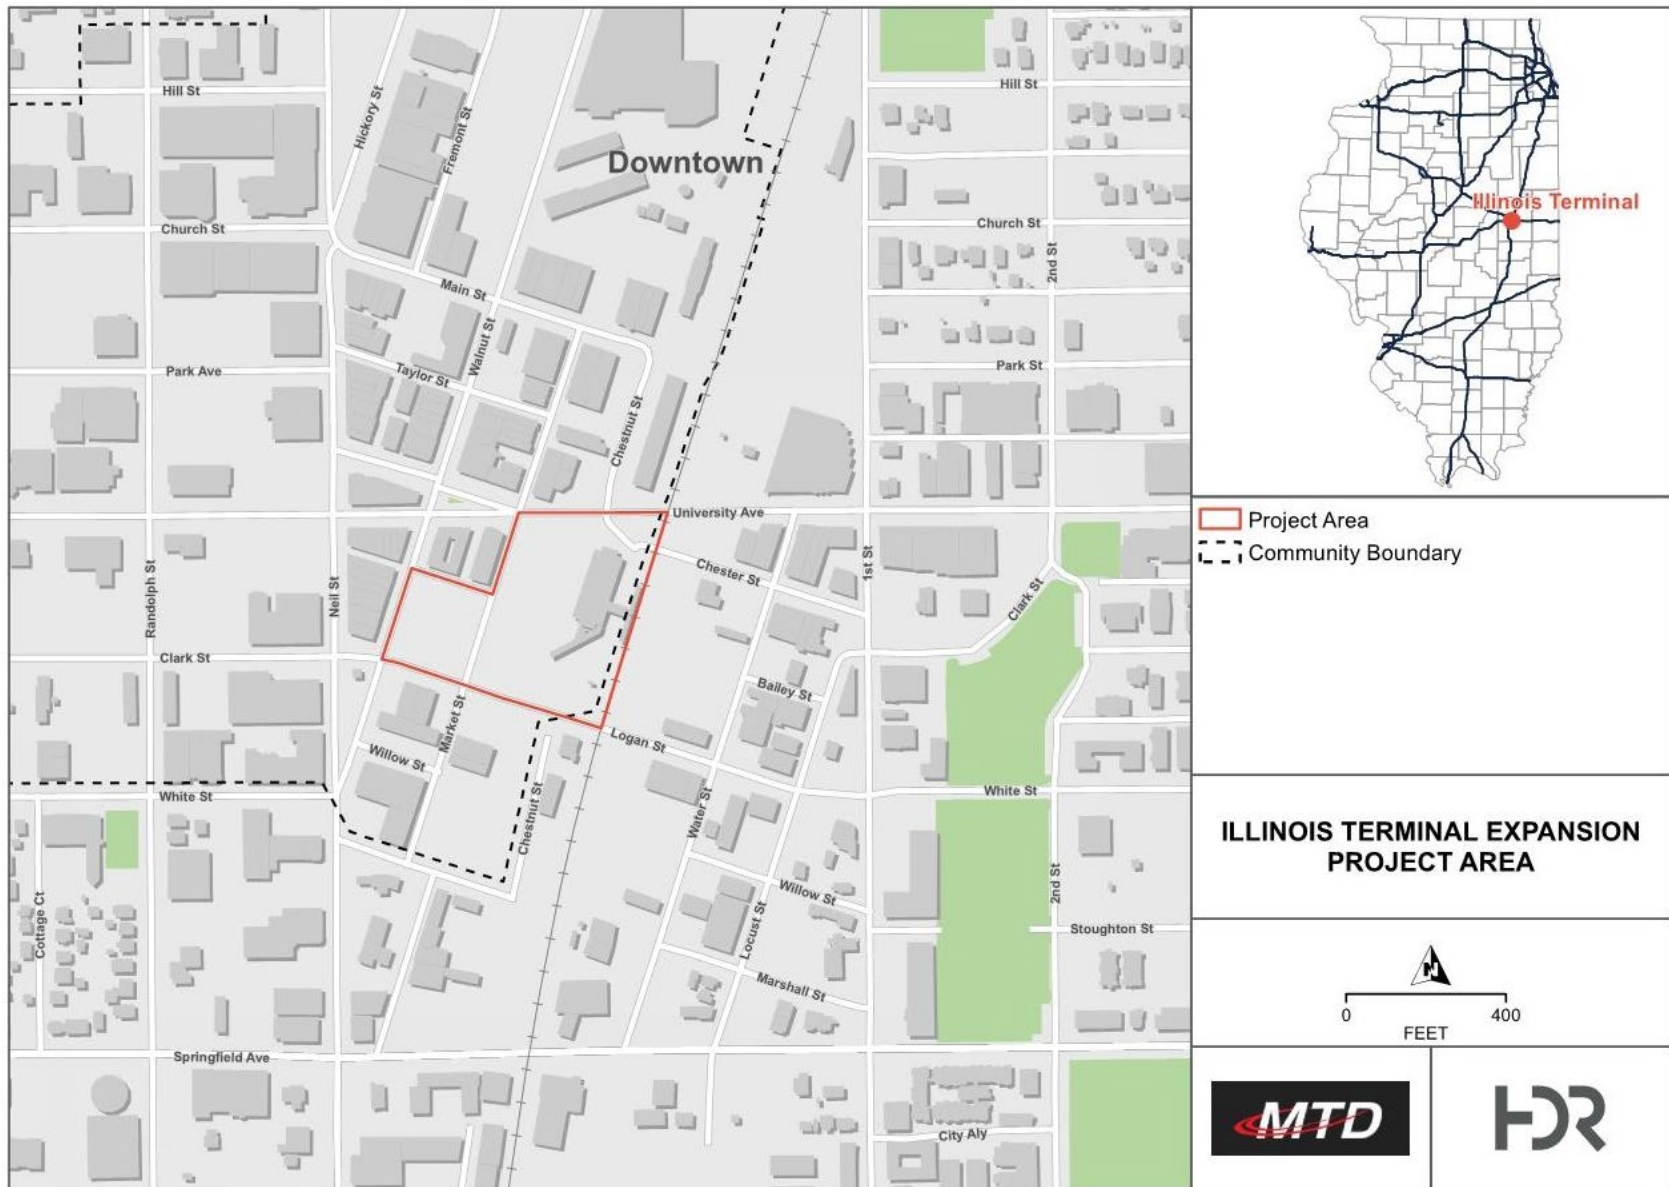 Hill St
Hickory St
Fremont St
Downtown
Hill St
Church St
Church St
2nd St
Main St
Walnut St
Park Ave
Taylor St
Park St
Chestnut St
University Ave
Randolph St
Neil St
Chester St
1st St
Clark St
Clark St
Bailey St
Market St
Logan St
Willow St
White St
Chestnut St
Water St
White St
Cottage Ct
Willow St
2nd St
Locust St
Stoughton St
Marshall St
Springfield Ave
City Aly
Illinois Terminal
Project Area
Community Boundary
ILLINOIS TERMINAL EXPANSION
PROJECT AREA
N
0 400
FEET
MTD
HDR